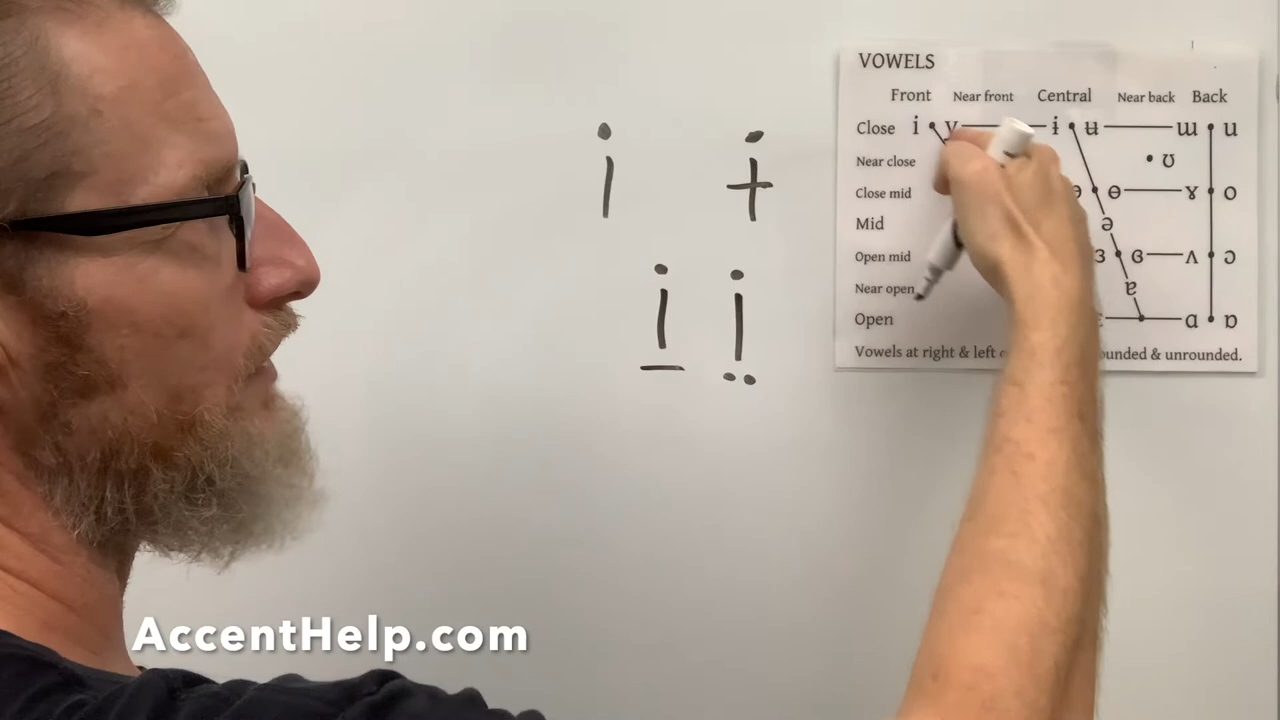 i ɨ
i̠ i̤
VOWELS
Front Near front Central Near back Back
Close i y ɨ ʉ ɯ u
Near close ʊ
Close mid ɘ ɵ ɤ o
Mid ə
Open mid ɜ ɞ ʌ ɔ
Near open ɐ
Open ɑ ɒ
Vowels at right & left & unrounded.
AccentHelp.com